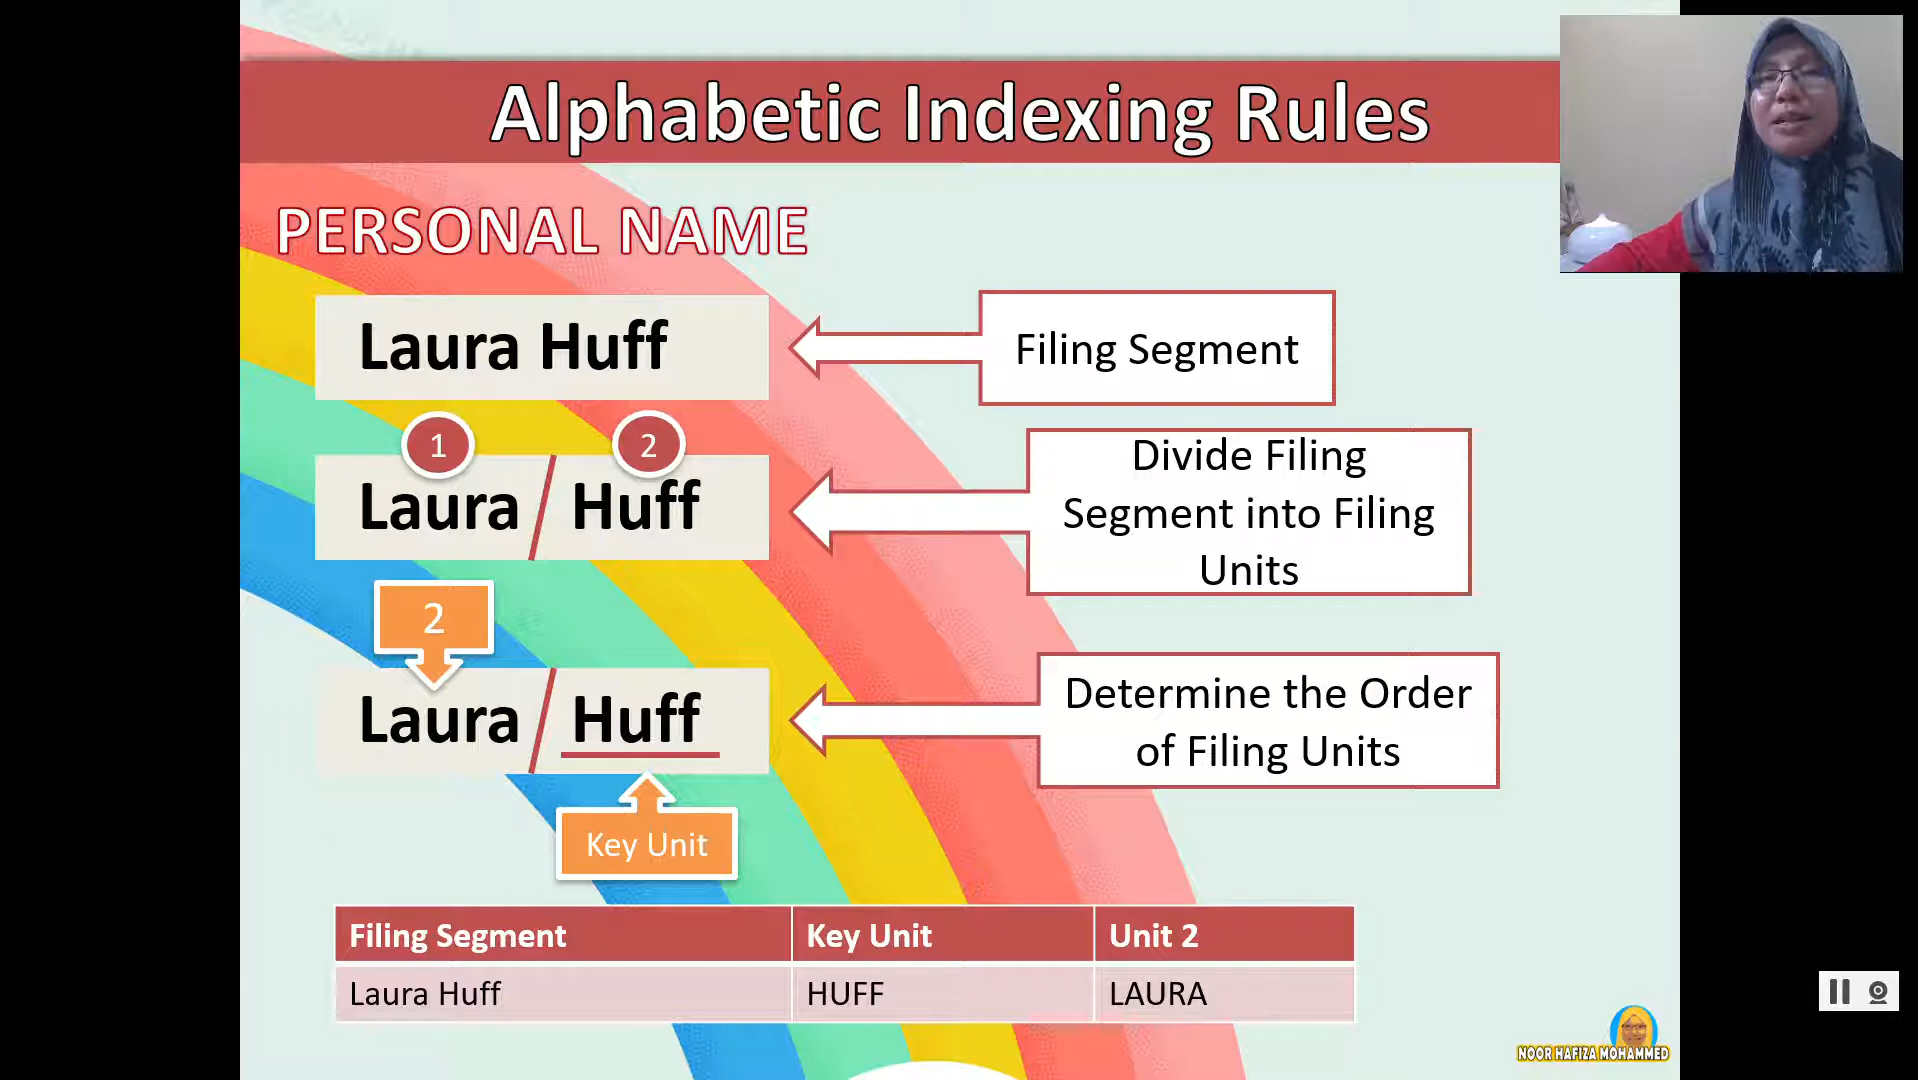 Alphabetic Indexing Rules
PERSONAL NAME
Laura Huff
Filing Segment
1
2
Laura / Huff
Divide Filing
Segment into Filing
Units
2
Laura / Huff
Determine the Order
of Filing Units
Key Unit
Filing Segment Key Unit Unit 2
Laura Huff HUFF LAURA
NOOR HAFIZA MOHAMMED